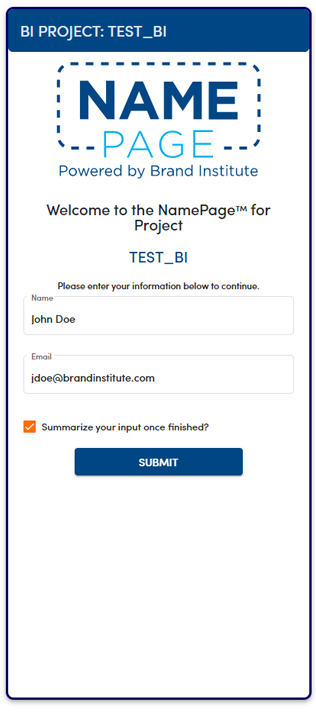 BI PROJECT: TEST_BI
NAME
PAGE
Powered by Brand Institute
Welcome to the NamePage™ for
Project
TEST_BI
Please enter your information below to continue.
Name
John Doe
Email
jdoe@brandinstitute.com
Summarize your input once finished?
SUBMIT